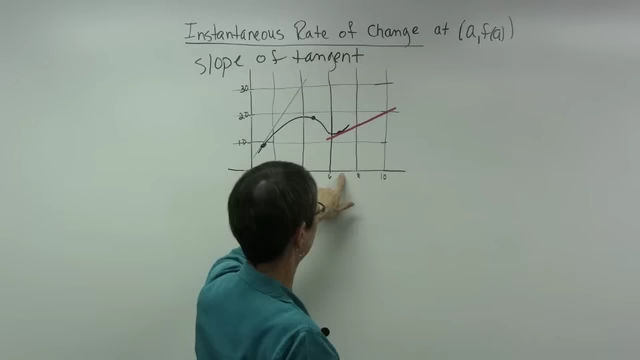 Instantaneous Rate of Change at (a, f(a))
slope of tangent
30
20
10
6 8 10